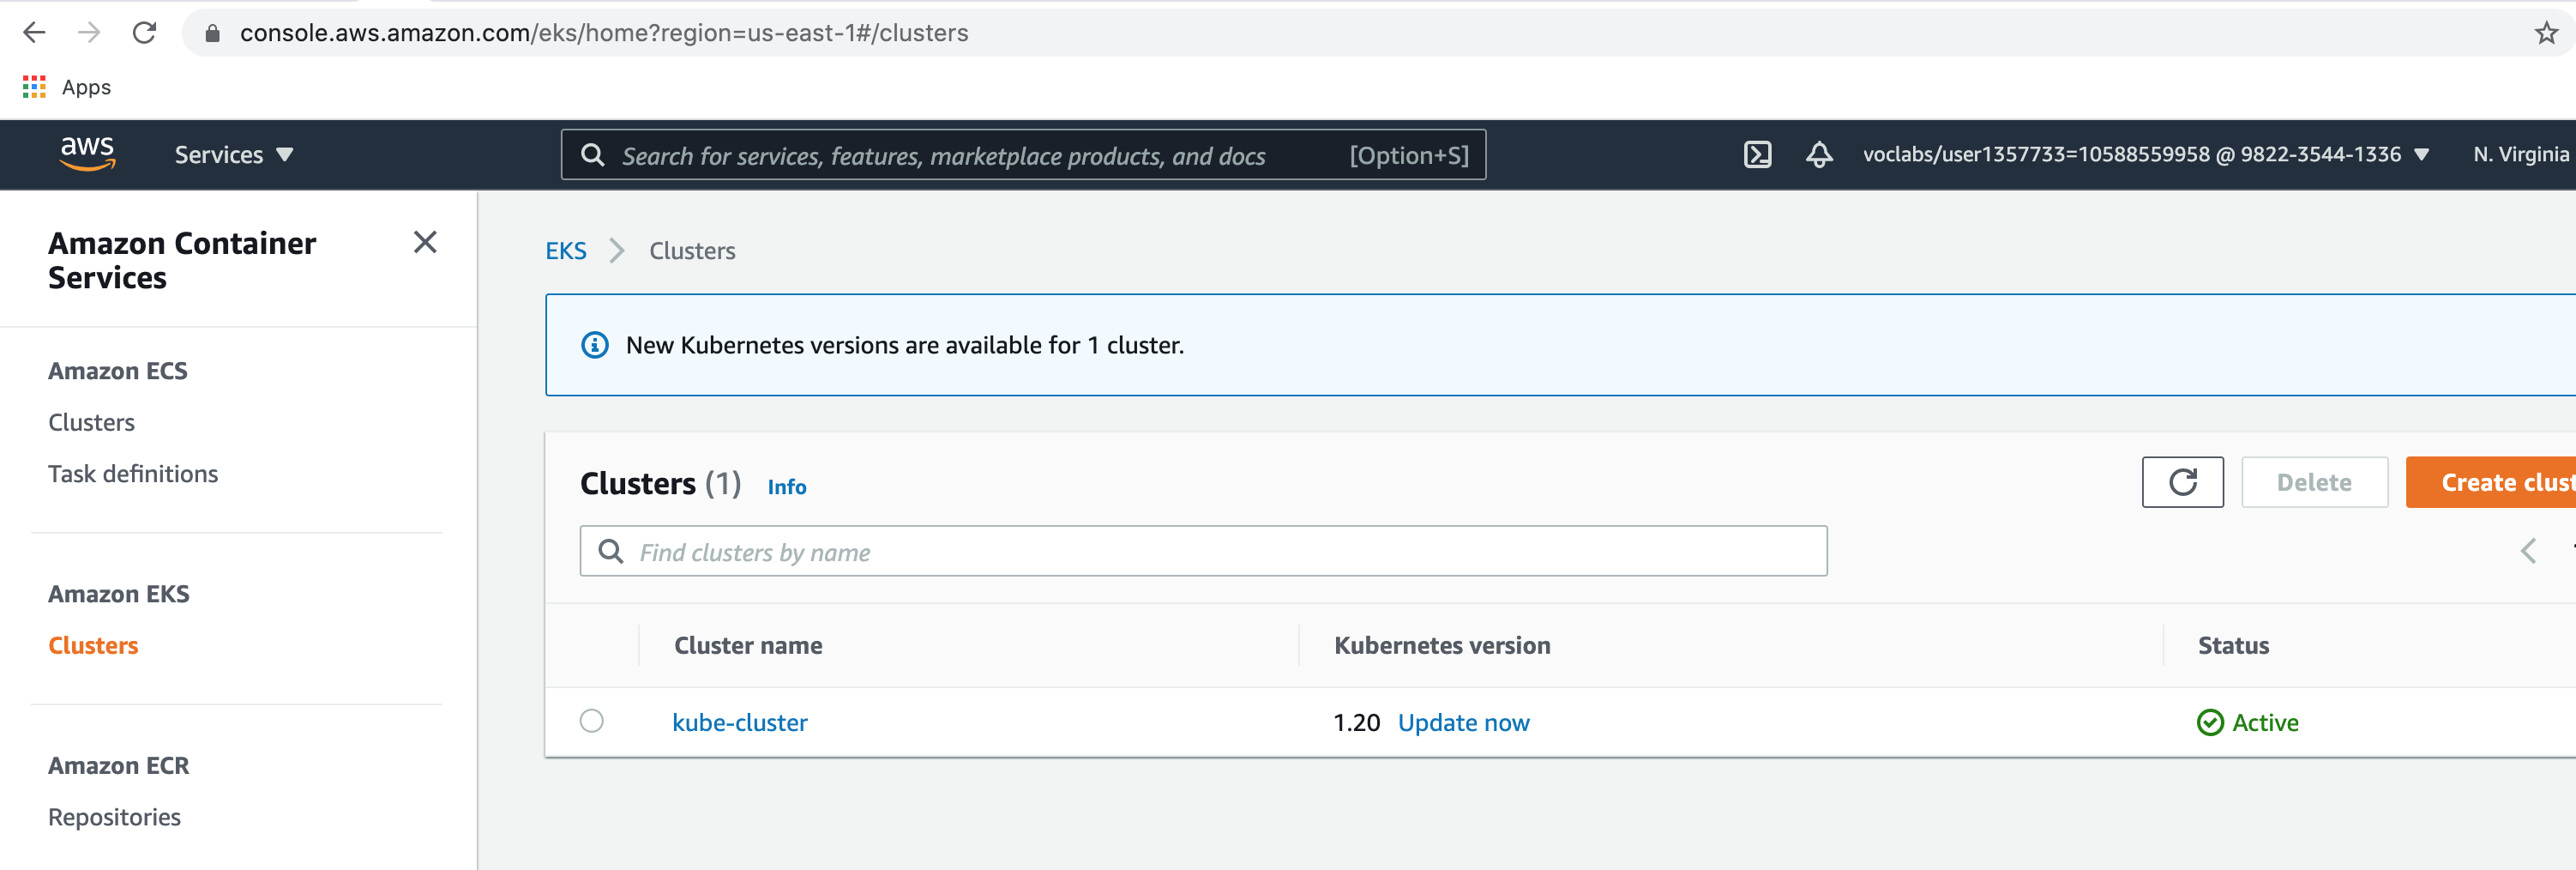 console.aws.amazon.com/eks/home?region=us-east-1#/clusters
Apps
aws
Services
Search for services, features, marketplace products, and docs
[Option+S]
voclabs/user1357733=10588559958 @ 9822-3544-1336
N. Virginia
Amazon Container
Services
Amazon ECS
Clusters
Task definitions
Amazon EKS
Clusters
Amazon ECR
Repositories
EKS
Clusters
New Kubernetes versions are available for 1 cluster.
Clusters (1) Info
Delete
Create clust
Find clusters by name
Cluster name
Kubernetes version
Status
kube-cluster
1.20 Update now
Active